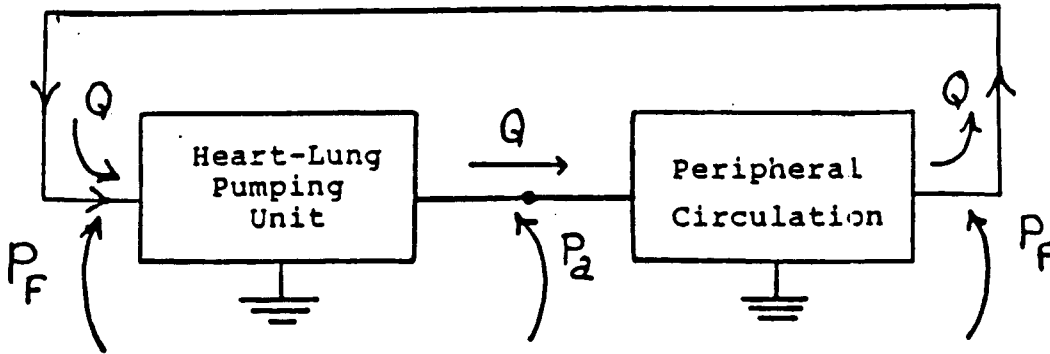 Q
Heart-Lung
Pumping
Unit
Q
Peripheral
Circulation
Q
P_F
P_a
P_F